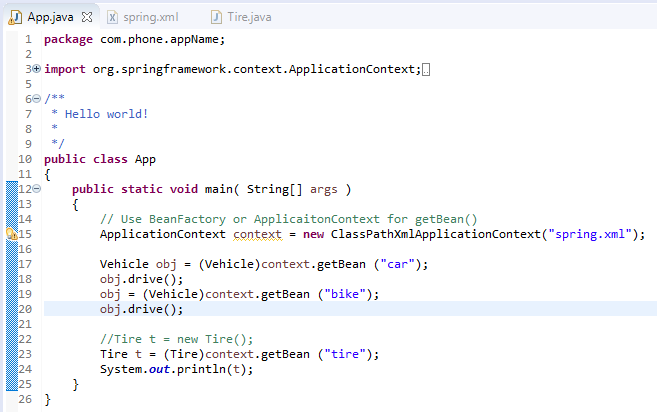 App.java spring.xml Tire.java
1 package com.phone.appName;
2
3 import org.springframework.context.ApplicationContext;
5
6 /**
7 * Hello world!
8 *
9 */
10 public class App
11 {
12 public static void main( String[] args )
13 {
14 // Use BeanFactory or ApplicaitonContext for getBean()
15 ApplicationContext context = new ClassPathXmlApplicationContext("spring.xml");
16
17 Vehicle obj = (Vehicle)context.getBean ("car");
18 obj.drive();
19 obj = (Vehicle)context.getBean ("bike");
20 obj.drive();
21
22 //Tire t = new Tire();
23 Tire t = (Tire)context.getBean ("tire");
24 System.out.println(t);
25 }
26 }